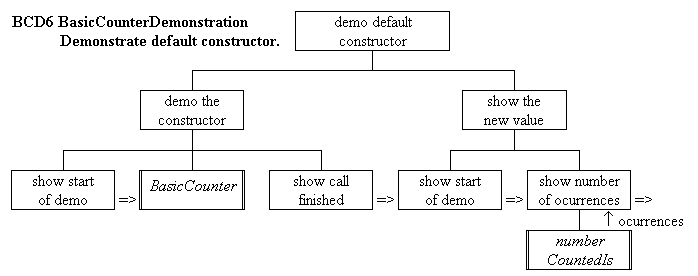 BCD6 BasicCounterDemonstration
Demonstrate default constructor.
demo default
constructor
demo the
constructor
show the
new value
show start
of demo
=>
BasicCounter
show call
finished
=>
show start
of demo
=>
show number
of ocurrences
=>
↑ ocurrences
number
CountedIs